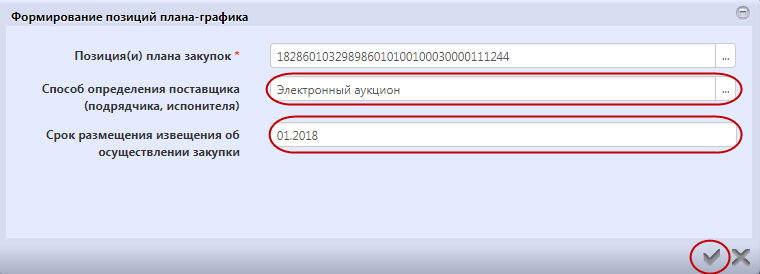 Формирование позиций плана-графика
Позиция(и) плана закупок *
182860103298986010100100030000111244
...
Способ определения поставщика
(подрядчика, испонителя)
Электронный аукцион
...
Срок размещения извещения об
осуществлении закупки
01.2018